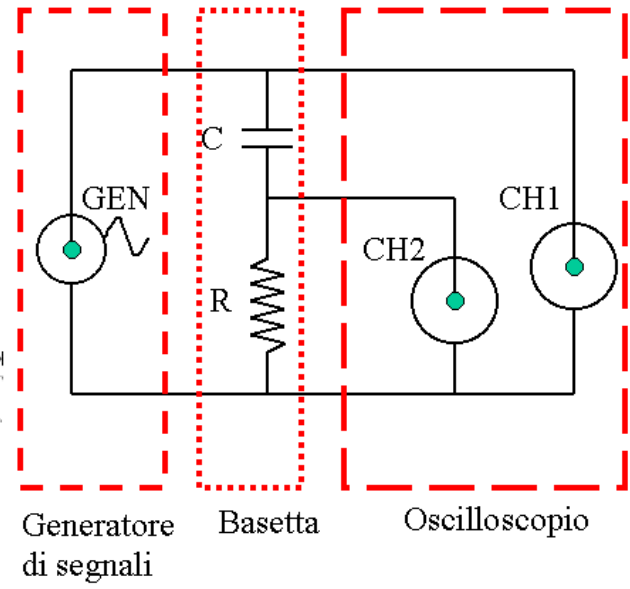 C
GEN
CH1
CH2
R
Generatore
di segnali
Basetta
Oscilloscopio